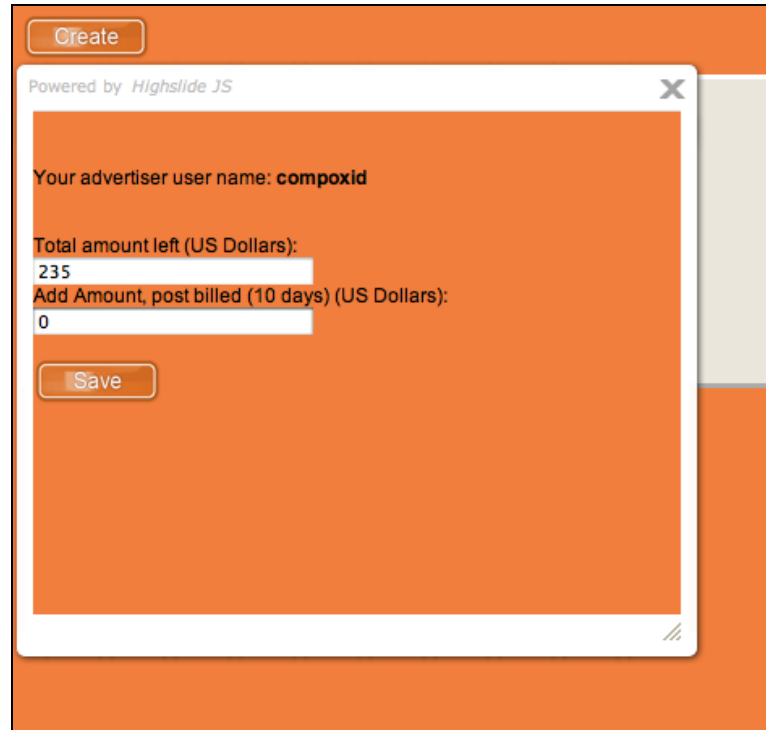 Create
Powered by Highslide JS
Your advertiser user name: compoxid
Total amount left (US Dollars):
235
Add Amount, post billed (10 days) (US Dollars):
0
Save